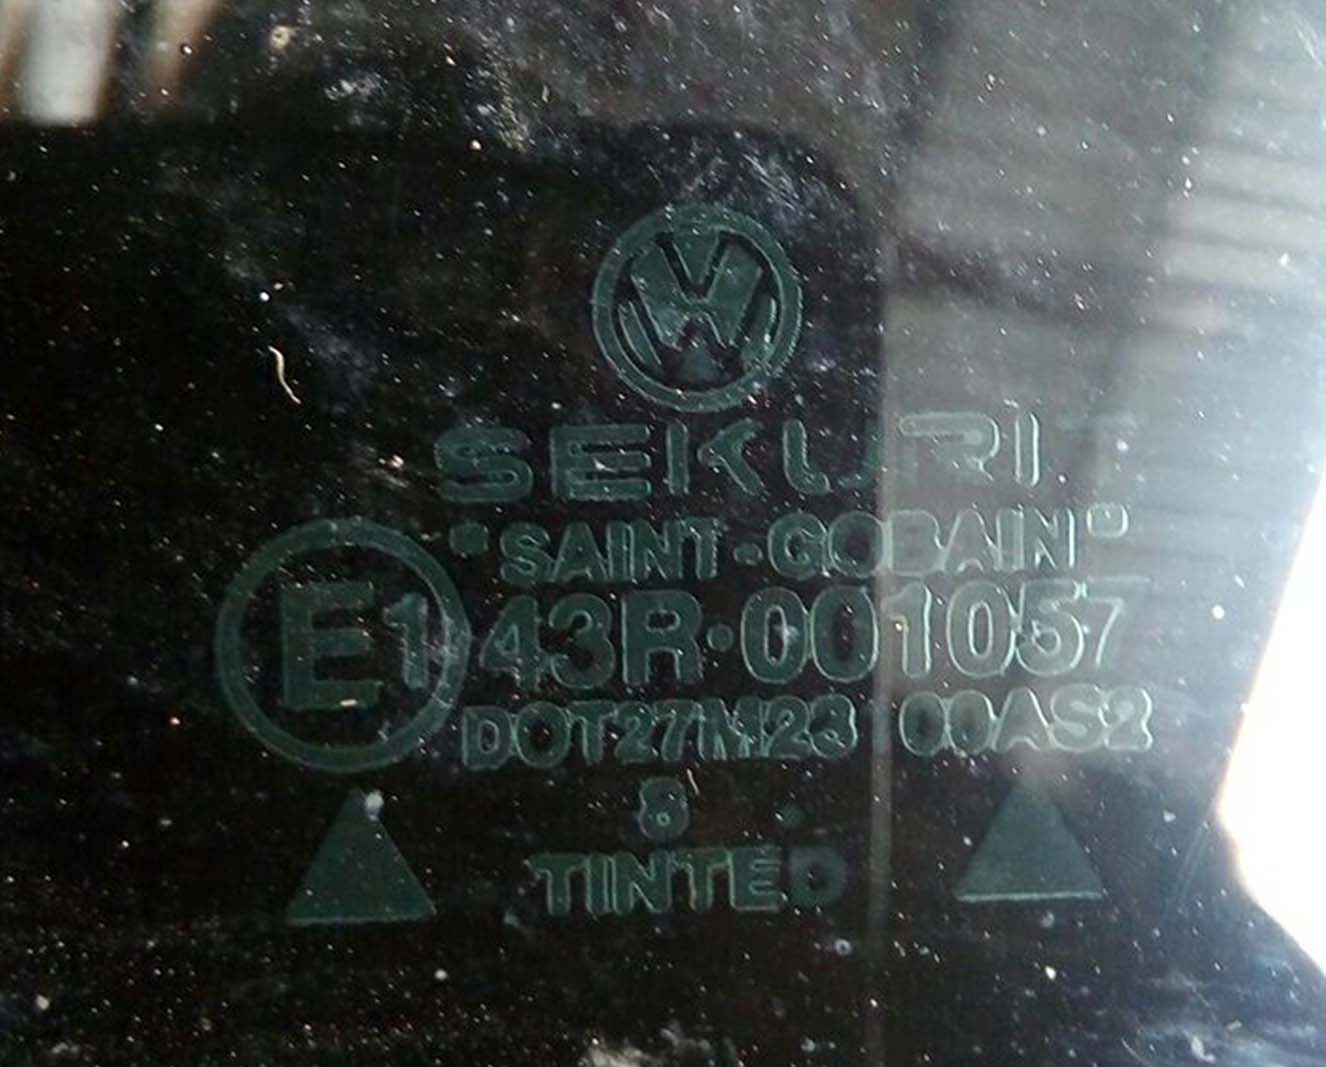 SEKURIT
"SAINT-GOBAIN"
E1 43R-001057
DOT27M23 00AS2
8 .
TINTED